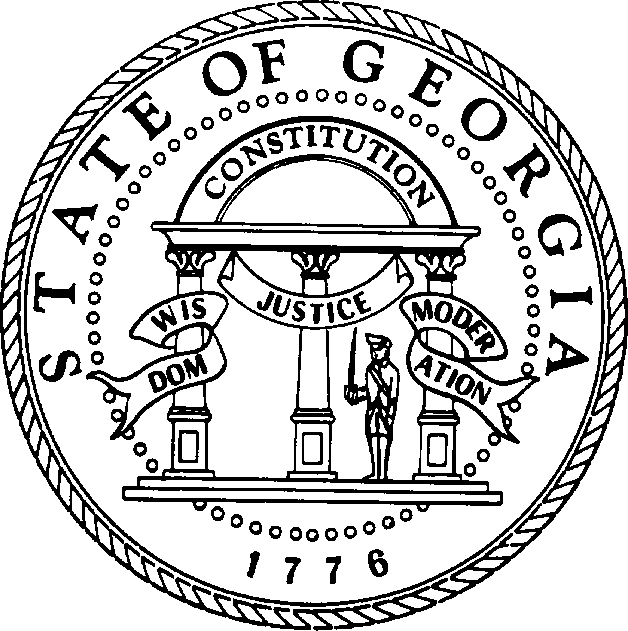 STATE OF GEORGIA
CONSTITUTION
WIS
DOM
JUSTICE
MODER
ATION
1776